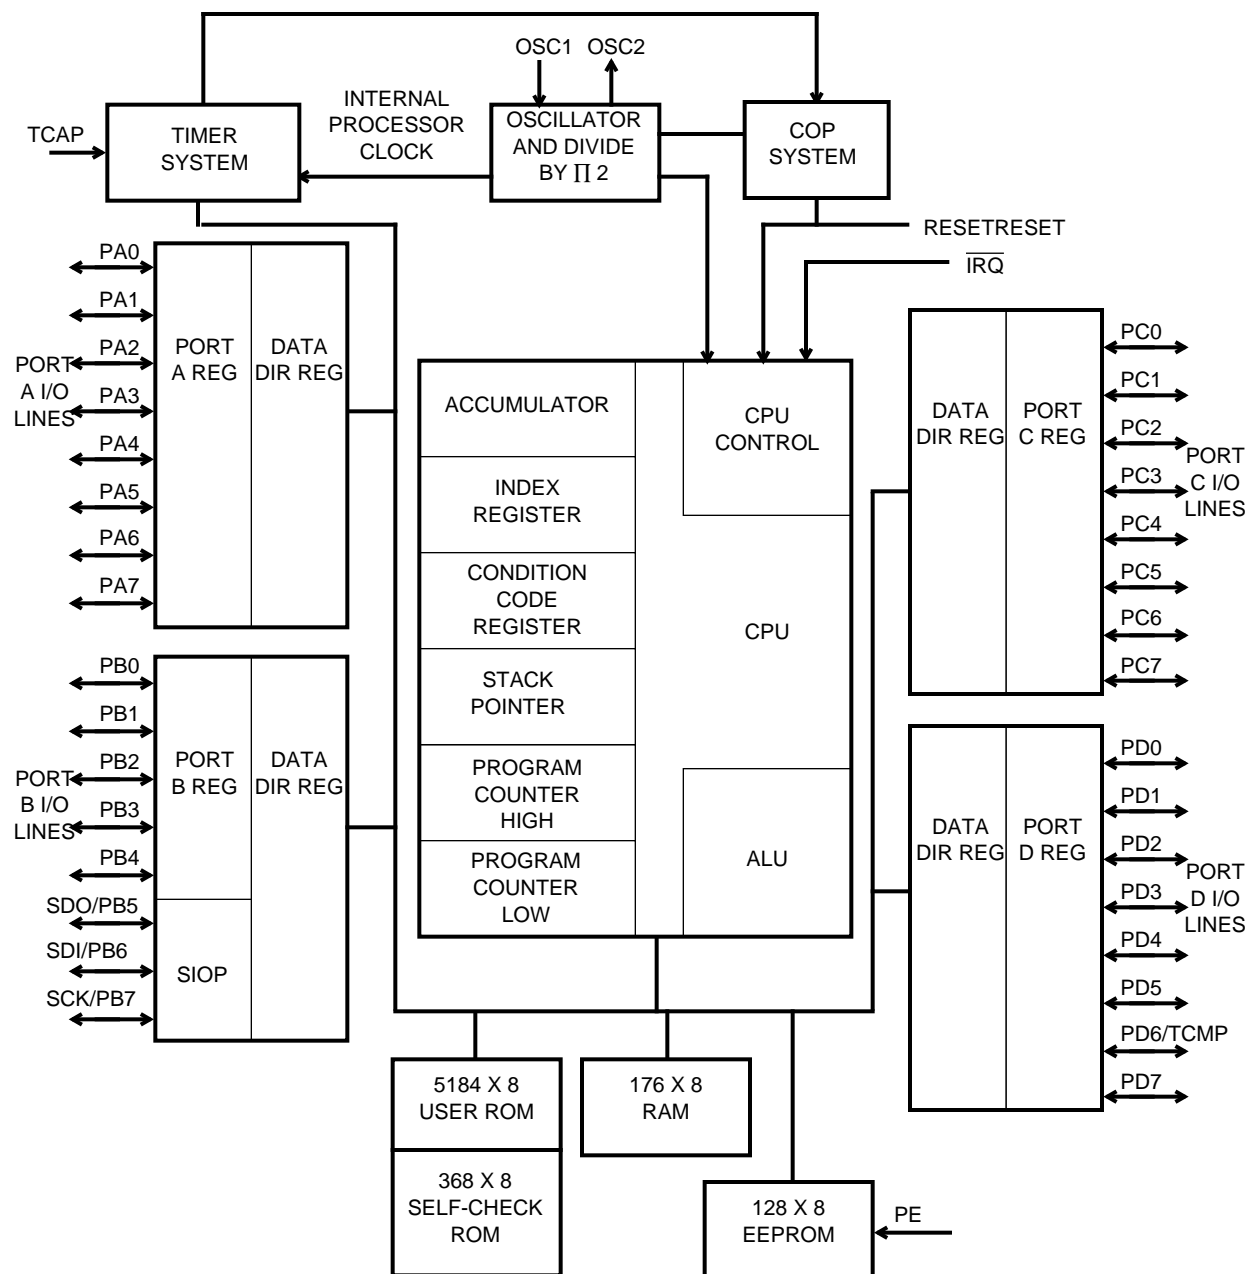 OSC1 OSC2
TIMER
SYSTEM
TCAP
INTERNAL
PROCESSOR
CLOCK
OSCILLATOR
AND DIVIDE
BY Π 2
COP
SYSTEM
RESETRESET
IRQ
PA0
PA1
PA2
PA3
PA4
PA5
PA6
PA7
PORT
A I/O
LINES
PORT
A REG
DATA
DIR REG
PB0
PB1
PB2
PB3
PB4
SDO/PB5
SDI/PB6
SCK/PB7
PORT
B I/O
LINES
PORT
B REG
DATA
DIR REG
SIOP
ACCUMULATOR
INDEX
REGISTER
CONDITION
CODE
REGISTER
STACK
POINTER
PROGRAM
COUNTER
HIGH
PROGRAM
COUNTER
LOW
CPU
CONTROL
CPU
ALU
DATA
DIR REG
PORT
C REG
PC0
PC1
PC2
PC3
PC4
PC5
PC6
PC7
PORT
C I/O
LINES
DATA
DIR REG
PORT
D REG
PD0
PD1
PD2
PD3
PD4
PD5
PD6/TCMP
PD7
PORT
D I/O
LINES
5184 X 8
USER ROM
368 X 8
SELF-CHECK
ROM
176 X 8
RAM
128 X 8
EEPROM
PE